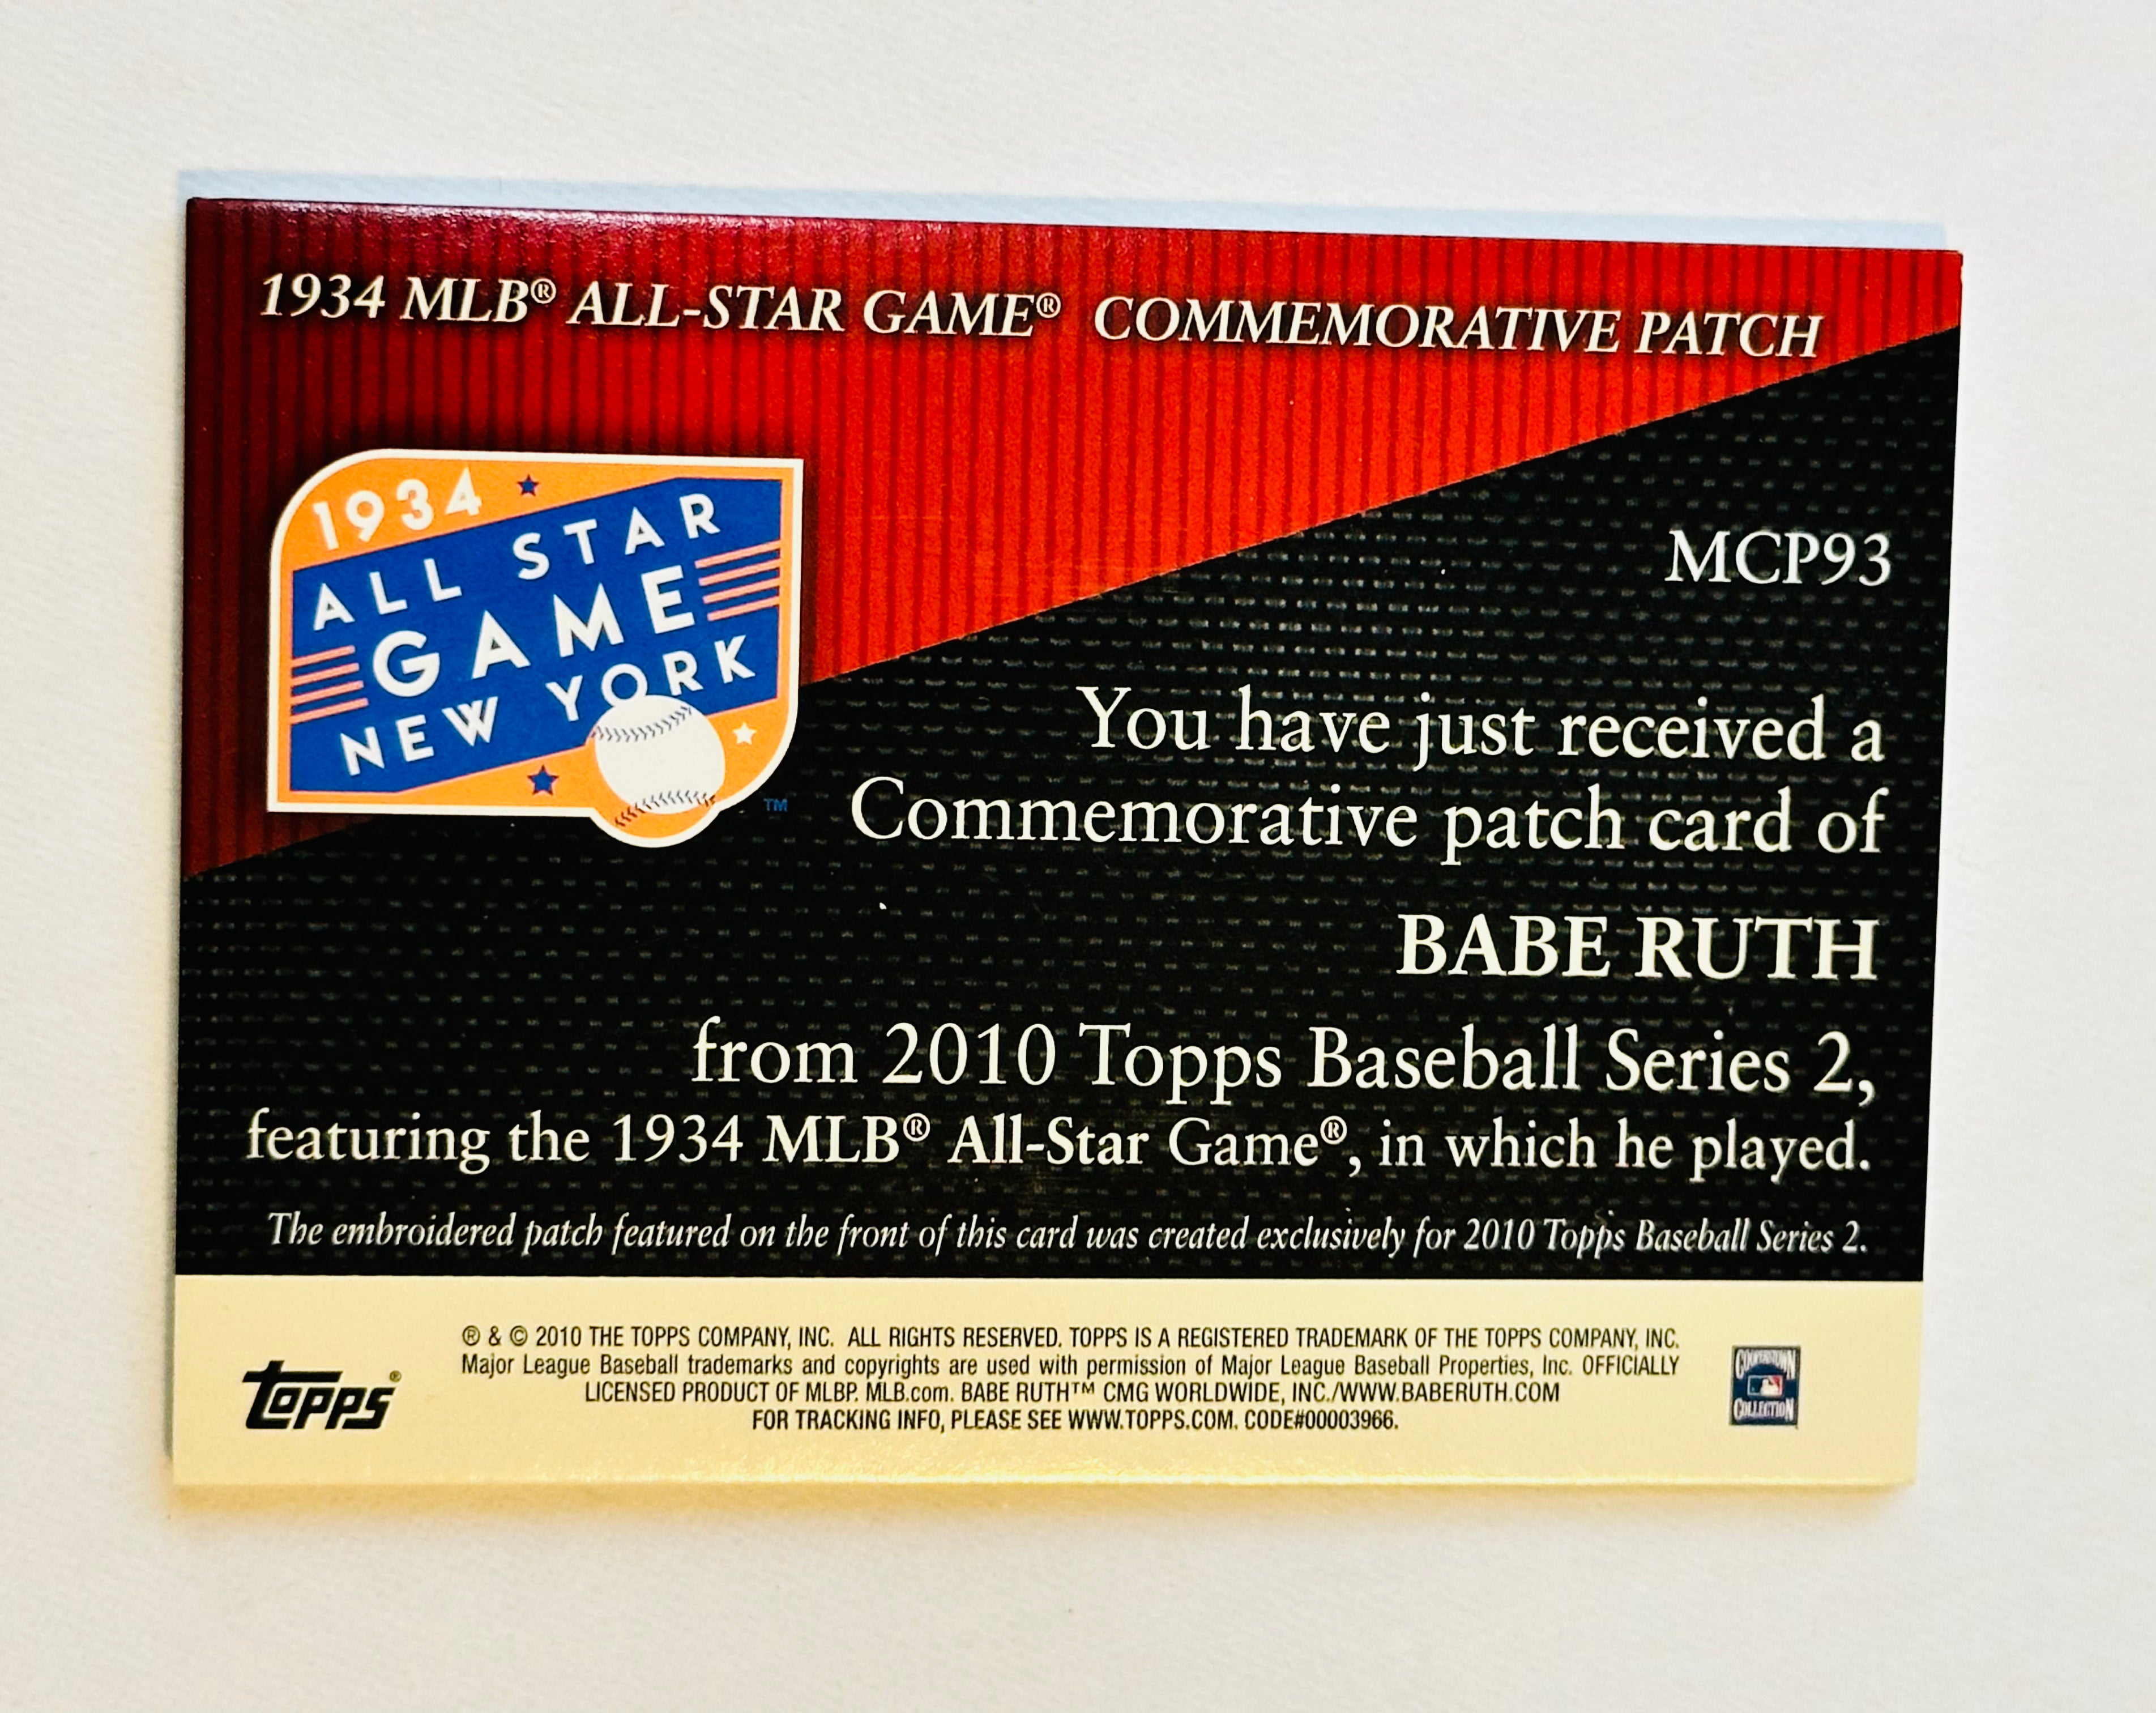 1934 MLB® ALL-STAR GAME® COMMEMORATIVE PATCH
1934
ALL STAR
GAME
NEW YORK
™
MCP93
You have just received a
Commemorative patch card of
BABE RUTH
from 2010 Topps Baseball Series 2,
featuring the 1934 MLB® All-Star Game®, in which he played.
The embroidered patch featured on the front of this card was created exclusively for 2010 Topps Baseball Series 2.
® & © 2010 THE TOPPS COMPANY, INC. ALL RIGHTS RESERVED. TOPPS IS A REGISTERED TRADEMARK OF THE TOPPS COMPANY, INC.
Major League Baseball trademarks and copyrights are used with permission of Major League Baseball Properties, Inc. OFFICIALLY
LICENSED PRODUCT OF MLBP. MLB.com. BABE RUTH™ CMG WORLDWIDE, INC./WWW.BABERUTH.COM
FOR TRACKING INFO, PLEASE SEE WWW.TOPPS.COM. CODE#00003966.
Topps®
COOPERSTOWN
COLLECTION